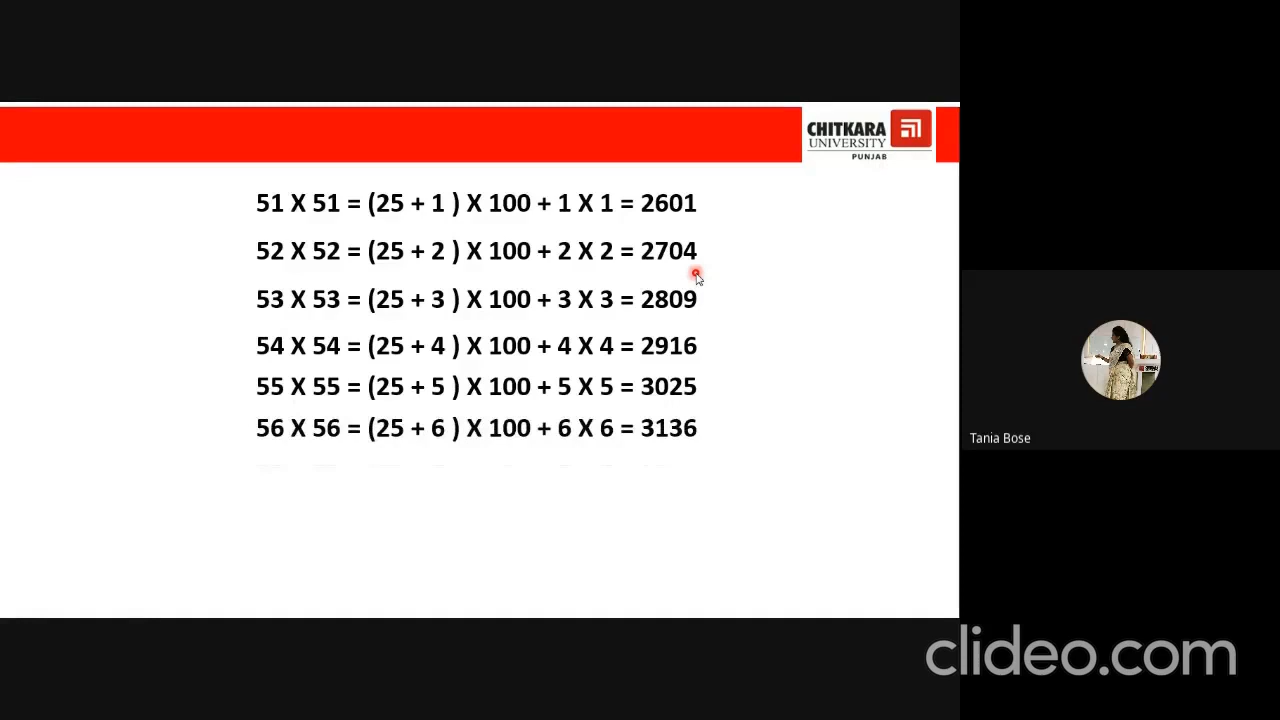 CHITKARA
UNIVERSITY
PUNJAB
51 X 51 = (25 + 1 ) X 100 + 1 X 1 = 2601
52 X 52 = (25 + 2 ) X 100 + 2 X 2 = 2704
53 X 53 = (25 + 3 ) X 100 + 3 X 3 = 2809
54 X 54 = (25 + 4 ) X 100 + 4 X 4 = 2916
55 X 55 = (25 + 5 ) X 100 + 5 X 5 = 3025
56 X 56 = (25 + 6 ) X 100 + 6 X 6 = 3136
Tania Bose
clideo.com